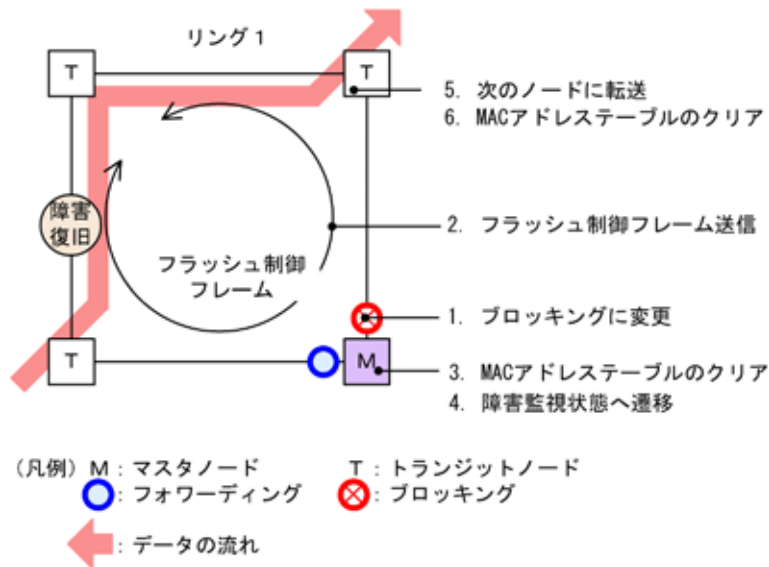 リング1
T
T
5. 次のノードに転送
6. MACアドレステーブルのクリア
障害
復旧
2. フラッシュ制御フレーム送信
フラッシュ制御
フレーム
1. ブロッキングに変更
T
M
3. MACアドレステーブルのクリア
4. 障害監視状態へ遷移
(凡例) M : マスタノード T : トランジットノード
: フォワーディング : ブロッキング
: データの流れ